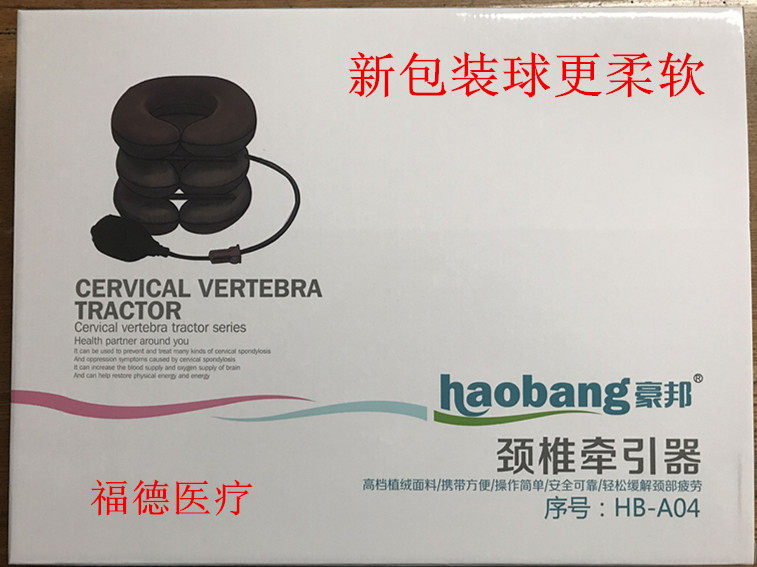 新包装球更柔软
CERVICAL VERTEBRA
TRACTOR
Cervical vertebra tractor series
Health partner around you
It can be used to prevent and treat many kinds of cervical spondylosis
And oppression symptoms caused by cervical spondylosis
It can increase the blood supply and oxygen supply of brain
And can help restore physical energy and energy
haobang豪邦®
颈椎牵引器
高档植绒面料/携带方便/操作简单/安全可靠/轻松缓解颈部疲劳
序号：HB-A04
福德医疗